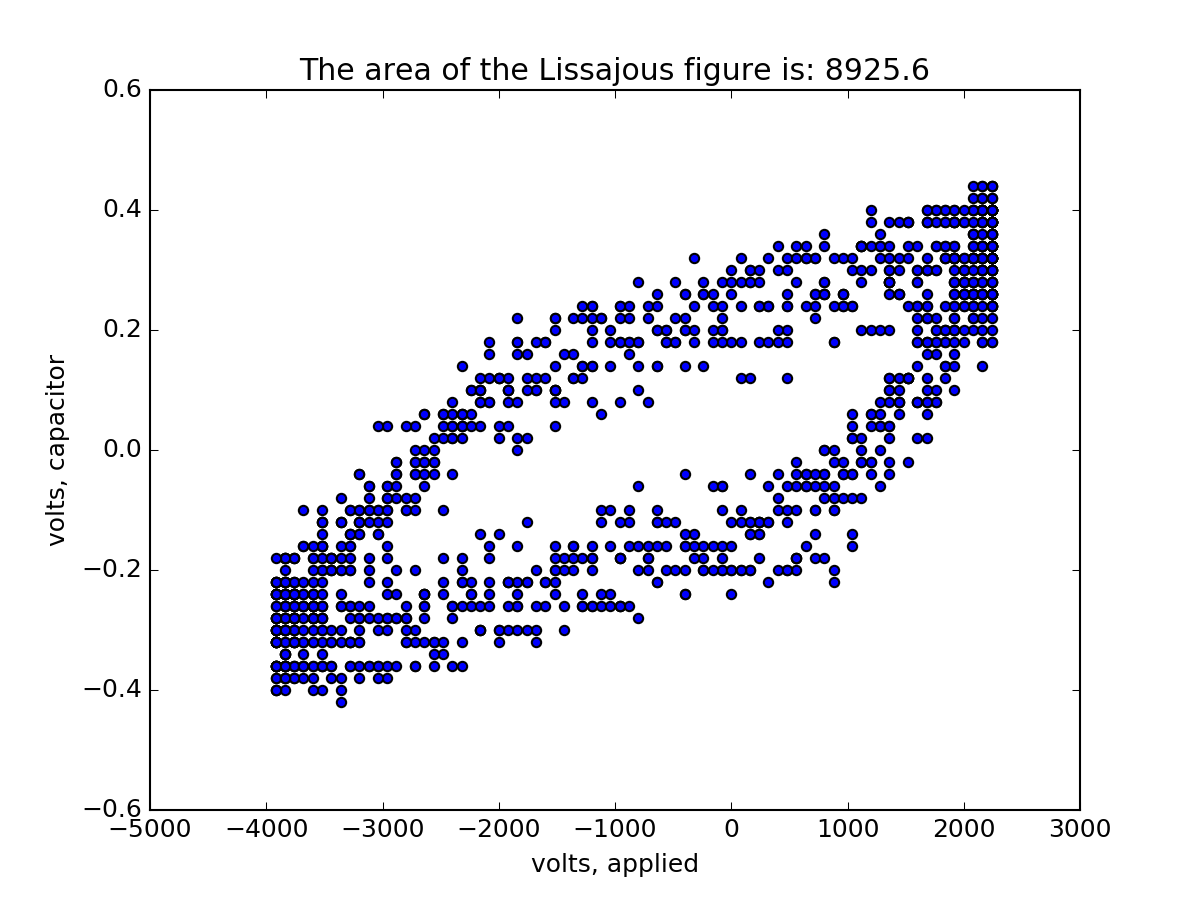 The area of the Lissajous figure is: 8925.6
0.6
0.4
0.2
0.0
−0.2
−0.4
−0.6
volts, capacitor
−5000 −4000 −3000 −2000 −1000 0 1000 2000 3000
volts, applied